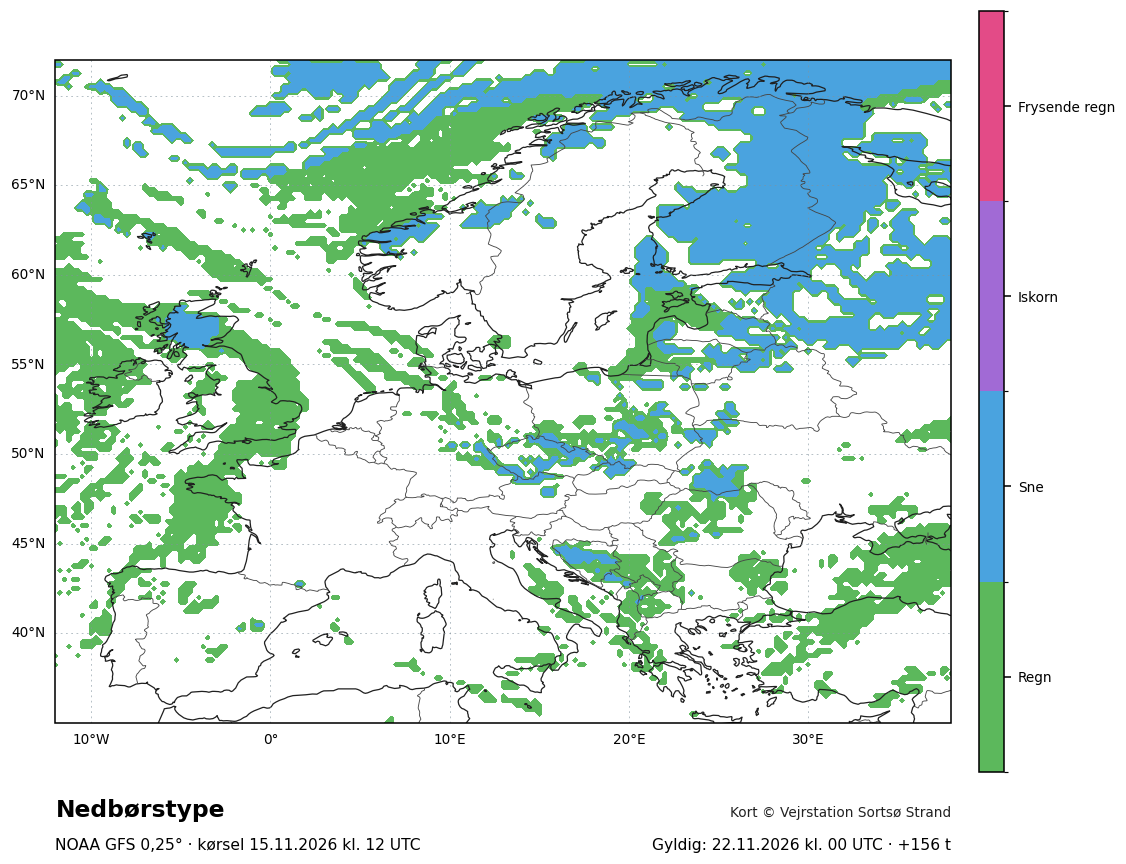 70°N
65°N
60°N
55°N
50°N
45°N
40°N
10°W
0°
10°E
20°E
30°E
Frysende regn
Iskorn
Sne
Regn
Nedbørstype
Kort © Vejrstation Sortsø Strand
NOAA GFS 0,25° · kørsel 15.11.2026 kl. 12 UTC
Gyldig: 22.11.2026 kl. 00 UTC · +156 t